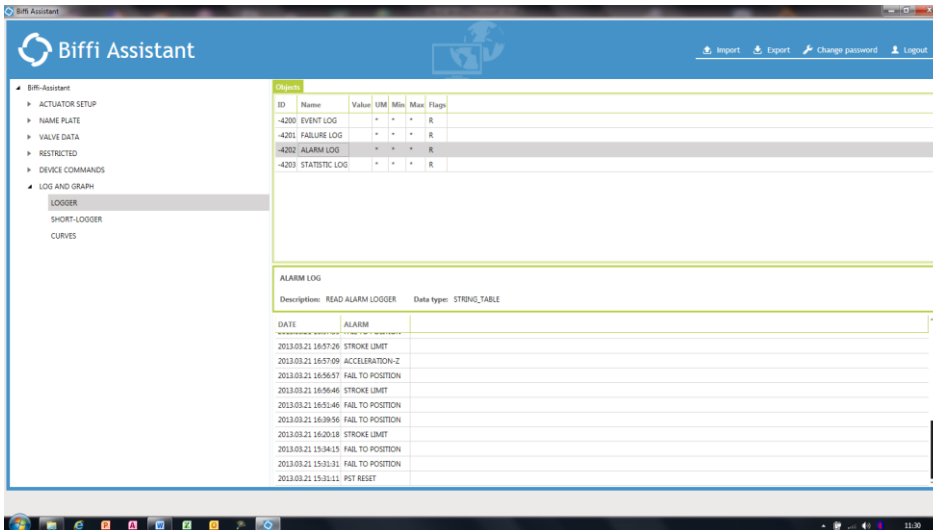 Biffi Assistant
Biffi Assistant
Import Export Change password Logout
Biffi-Assistant
ACTUATOR SETUP
NAME PLATE
VALVE DATA
RESTRICTED
DEVICE COMMANDS
LOG AND GRAPH
LOGGER
SHORT-LOGGER
CURVES
Objects
ID Name Value UM Min Max Flags
-4200 EVENT LOG * * * R
-4201 FAILURE LOG * * * R
-4202 ALARM LOG * * * R
-4203 STATISTIC LOG * * * R
ALARM LOG
Description: READ ALARM LOGGER Data type: STRING_TABLE
DATE ALARM
2013.03.21 16:57:26 STROKE LIMIT
2013.03.21 16:57:09 ACCELERATION-Z
2013.03.21 16:56:57 FAIL TO POSITION
2013.03.21 16:56:46 STROKE LIMIT
2013.03.21 16:51:46 FAIL TO POSITION
2013.03.21 16:39:56 FAIL TO POSITION
2013.03.21 16:20:18 STROKE LIMIT
2013.03.21 15:34:15 FAIL TO POSITION
2013.03.21 15:31:31 FAIL TO POSITION
2013.03.21 15:31:11 PST RESET
11:30